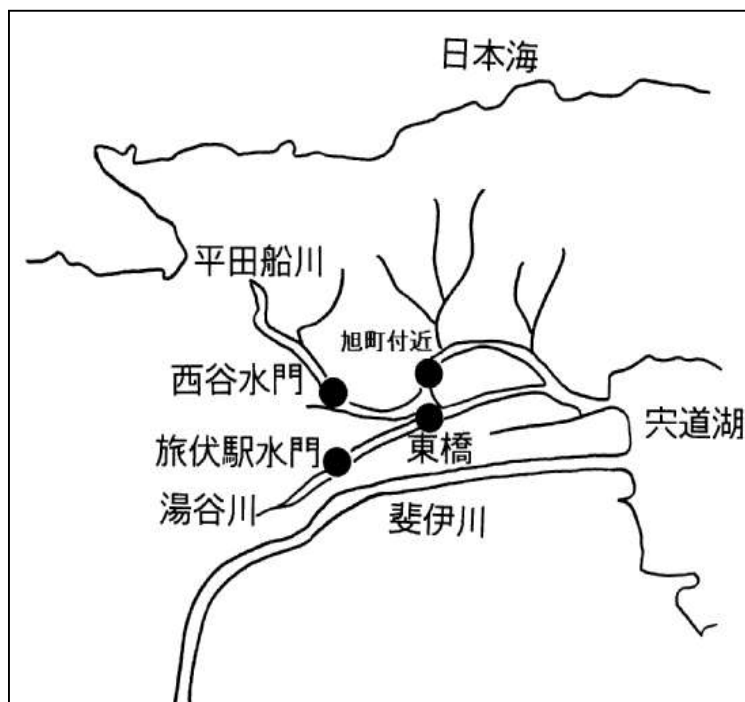 日本海
平田船川
旭町付近
西谷水門
宍道湖
旅伏駅水門
東橋
湯谷川
斐伊川